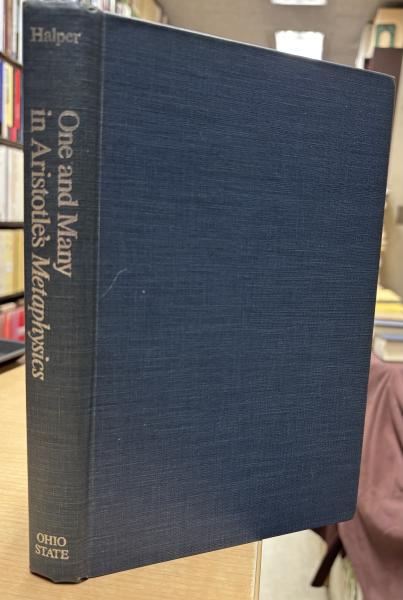 Halper
One and Many
in Aristotle's Metaphysics
OHIO
STATE